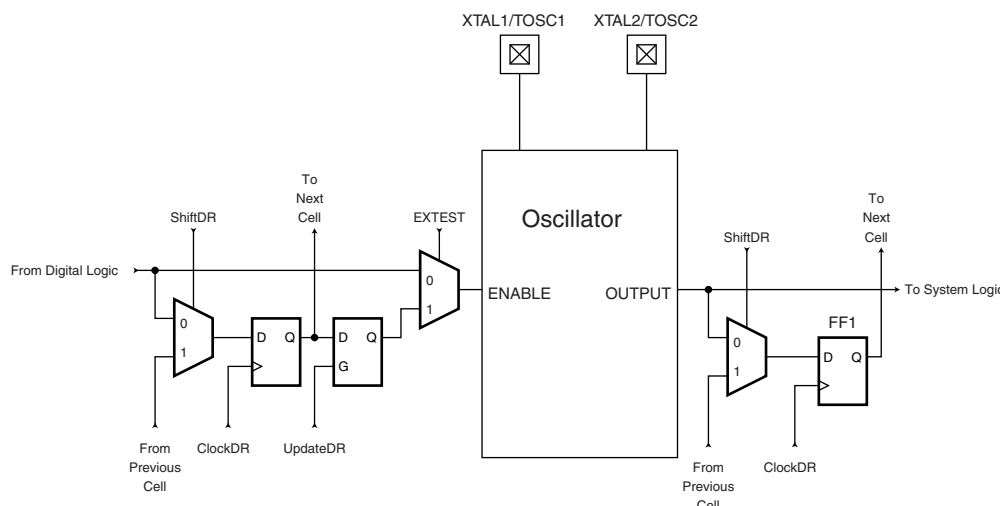 XTAL1/TOSC1
XTAL2/TOSC2
To
Next
Cell
ShiftDR
EXTEST
From Digital Logic
0
1
D Q
D Q
G
0
1
From
Previous
Cell
ClockDR
UpdateDR
Oscillator
ENABLE
OUTPUT
To
Next
Cell
ShiftDR
To System Logic
FF1
0
1
D Q
From
Previous
Cell
ClockDR